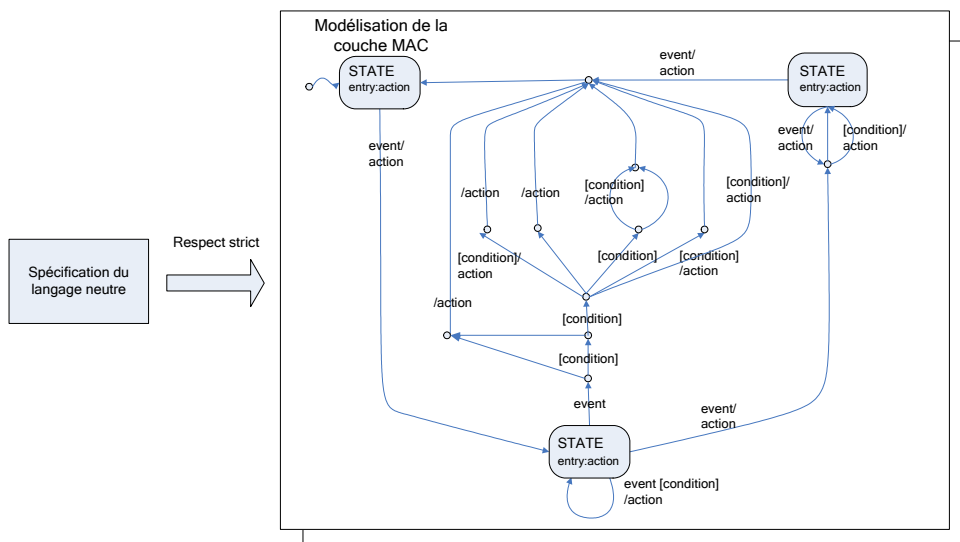 Modélisation de la
couche MAC
STATE
entry:action
event/
action
STATE
entry:action
event/
action
event/
action
[condition]/
action
/action
/action
[condition]
/action
[condition]/
action
Respect strict
Spécification du
langage neutre
[condition]/
action
[condition]
[condition]
/action
/action
[condition]
[condition]
event
event/
action
STATE
entry:action
event [condition]
/action